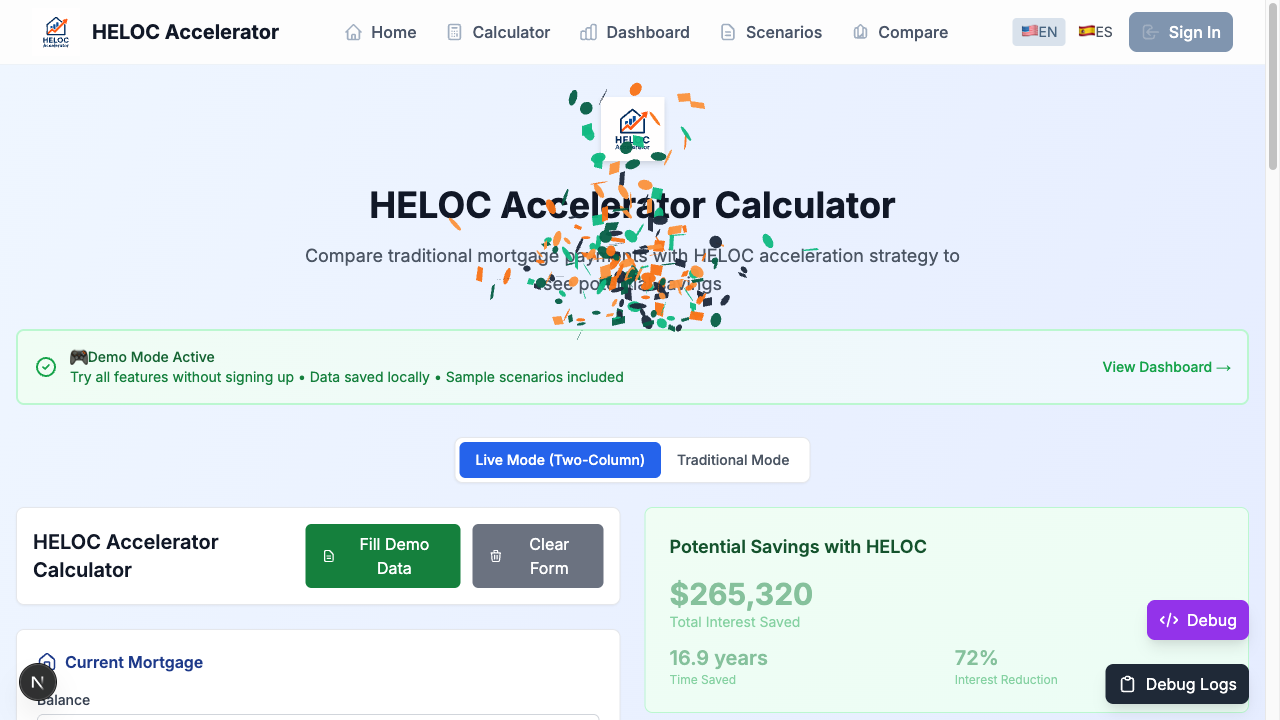 HELOC
Accelerator
HELOC Accelerator
Home
Calculator
Dashboard
Scenarios
Compare
EN
ES
Sign In
HELOC
Accelerator
HELOC Accelerator Calculator
Compare traditional mortgage payments with HELOC acceleration strategy to
see potential savings
Demo Mode Active
Try all features without signing up • Data saved locally • Sample scenarios included
View Dashboard →
Live Mode (Two-Column)
Traditional Mode
HELOC Accelerator
Calculator
Fill Demo
Data
Clear
Form
Potential Savings with HELOC
$265,320
Total Interest Saved
16.9 years
Time Saved
72%
Interest Reduction
Current Mortgage
Balance
N
</> Debug
Debug Logs